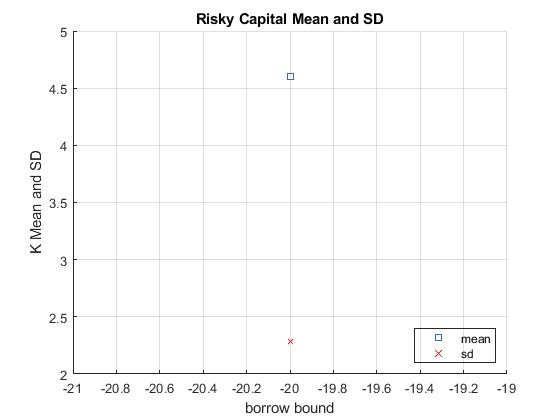 Risky Capital Mean and SD
5
4.5
4
3.5
3
2.5
2
K Mean and SD
mean
sd
-21 -20.8 -20.6 -20.4 -20.2 -20 -19.8 -19.6 -19.4 -19.2 -19
borrow bound